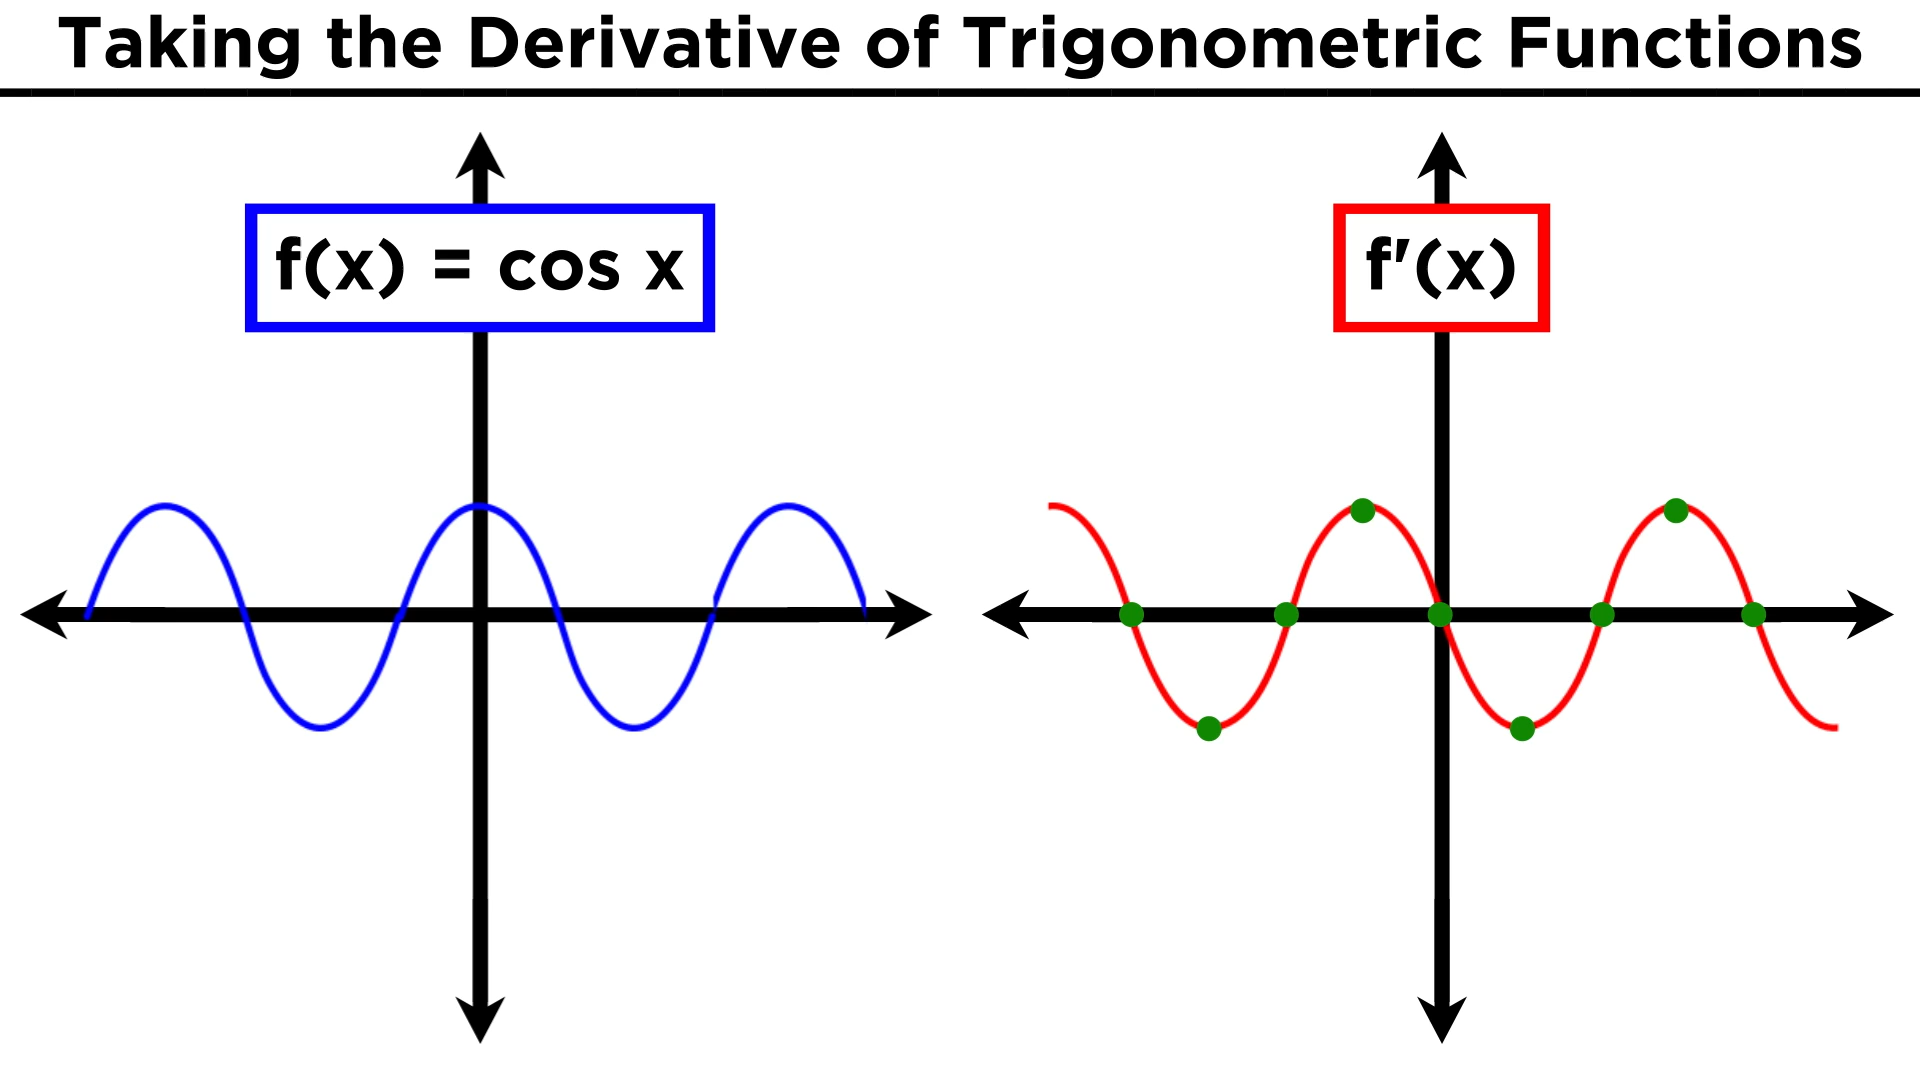 Taking the Derivative of Trigonometric Functions
f(x) = cos x
f'(x)